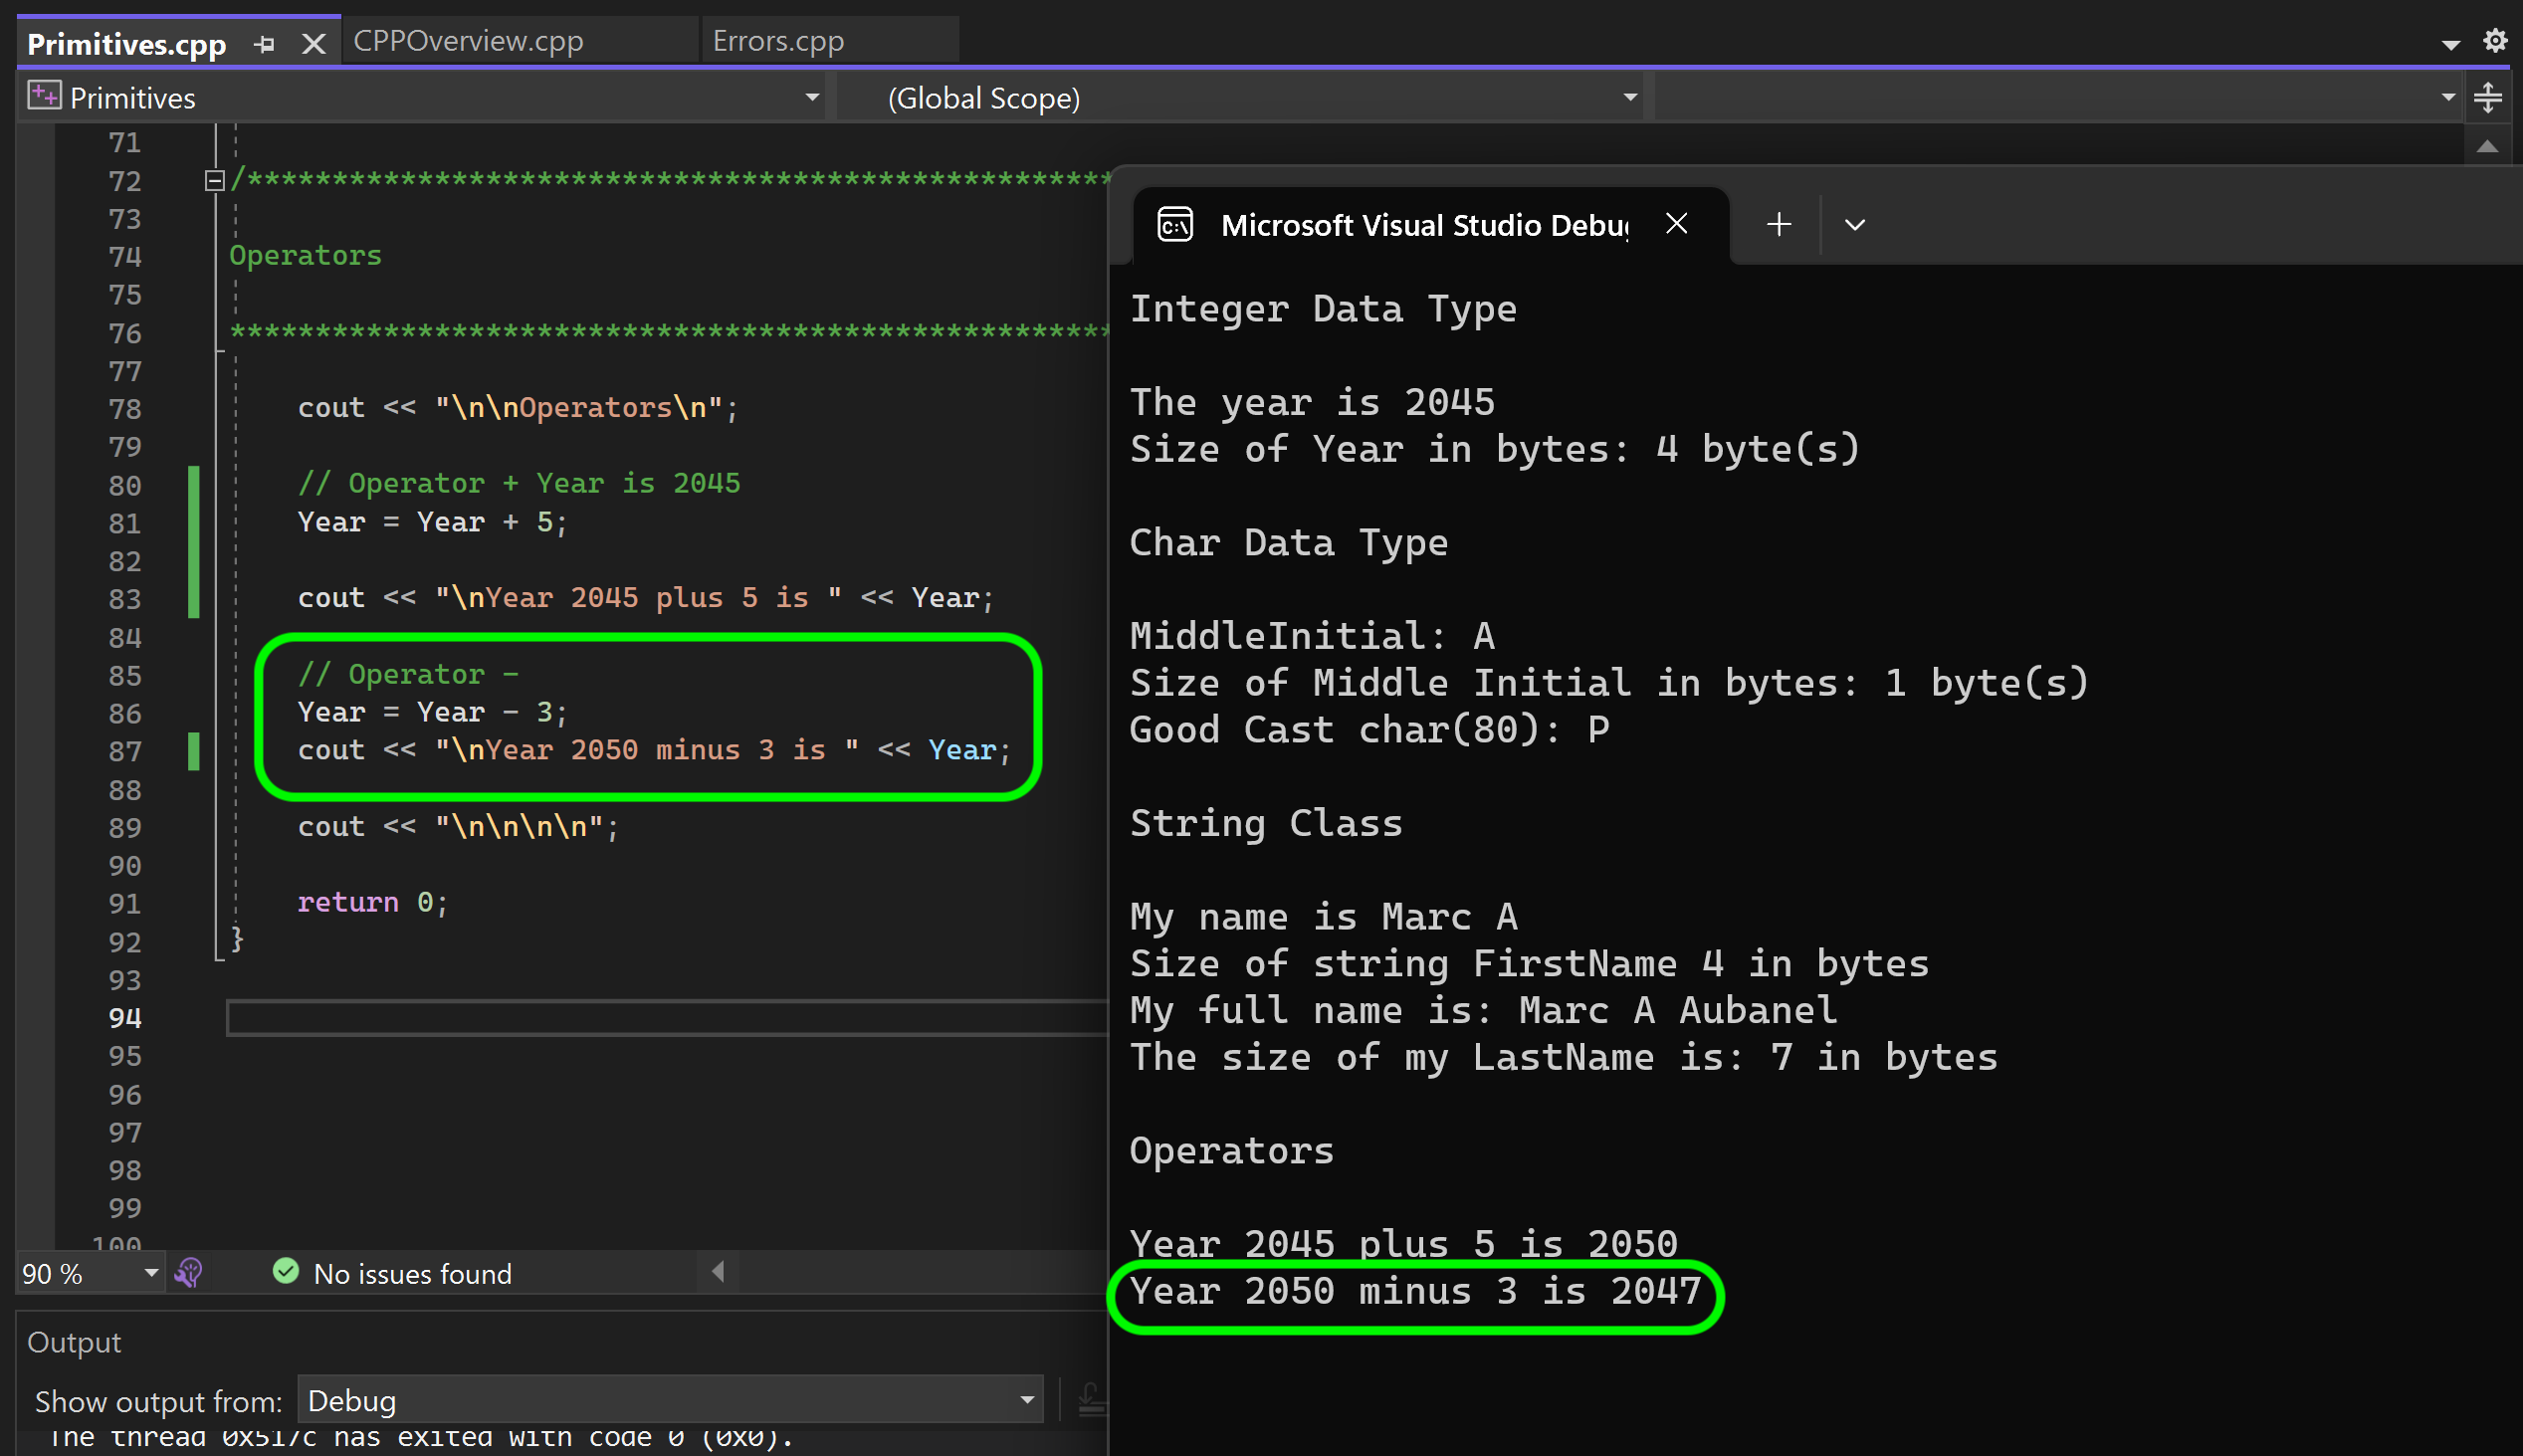 Primitives.cpp CPPOverview.cpp Errors.cpp
Primitives (Global Scope)
71
72 /***************************************************
73
74 Operators
75
76 ****************************************************
77
78 cout << "\n\nOperators\n";
79
80 // Operator + Year is 2045
81 Year = Year + 5;
82
83 cout << "\nYear 2045 plus 5 is " << Year;
84
85 // Operator -
86 Year = Year - 3;
87 cout << "\nYear 2050 minus 3 is " << Year;
88
89 cout << "\n\n\n\n";
90
91 return 0;
92 }
93
94
95
96
97
98
99
100
90 % No issues found
Output
Show output from: Debug
The thread 0x517c has exited with code 0 (0x0).
C:\ Microsoft Visual Studio Debug
Integer Data Type
The year is 2045
Size of Year in bytes: 4 byte(s)
Char Data Type
MiddleInitial: A
Size of Middle Initial in bytes: 1 byte(s)
Good Cast char(80): P
String Class
My name is Marc A
Size of string FirstName 4 in bytes
My full name is: Marc A Aubanel
The size of my LastName is: 7 in bytes
Operators
Year 2045 plus 5 is 2050
Year 2050 minus 3 is 2047